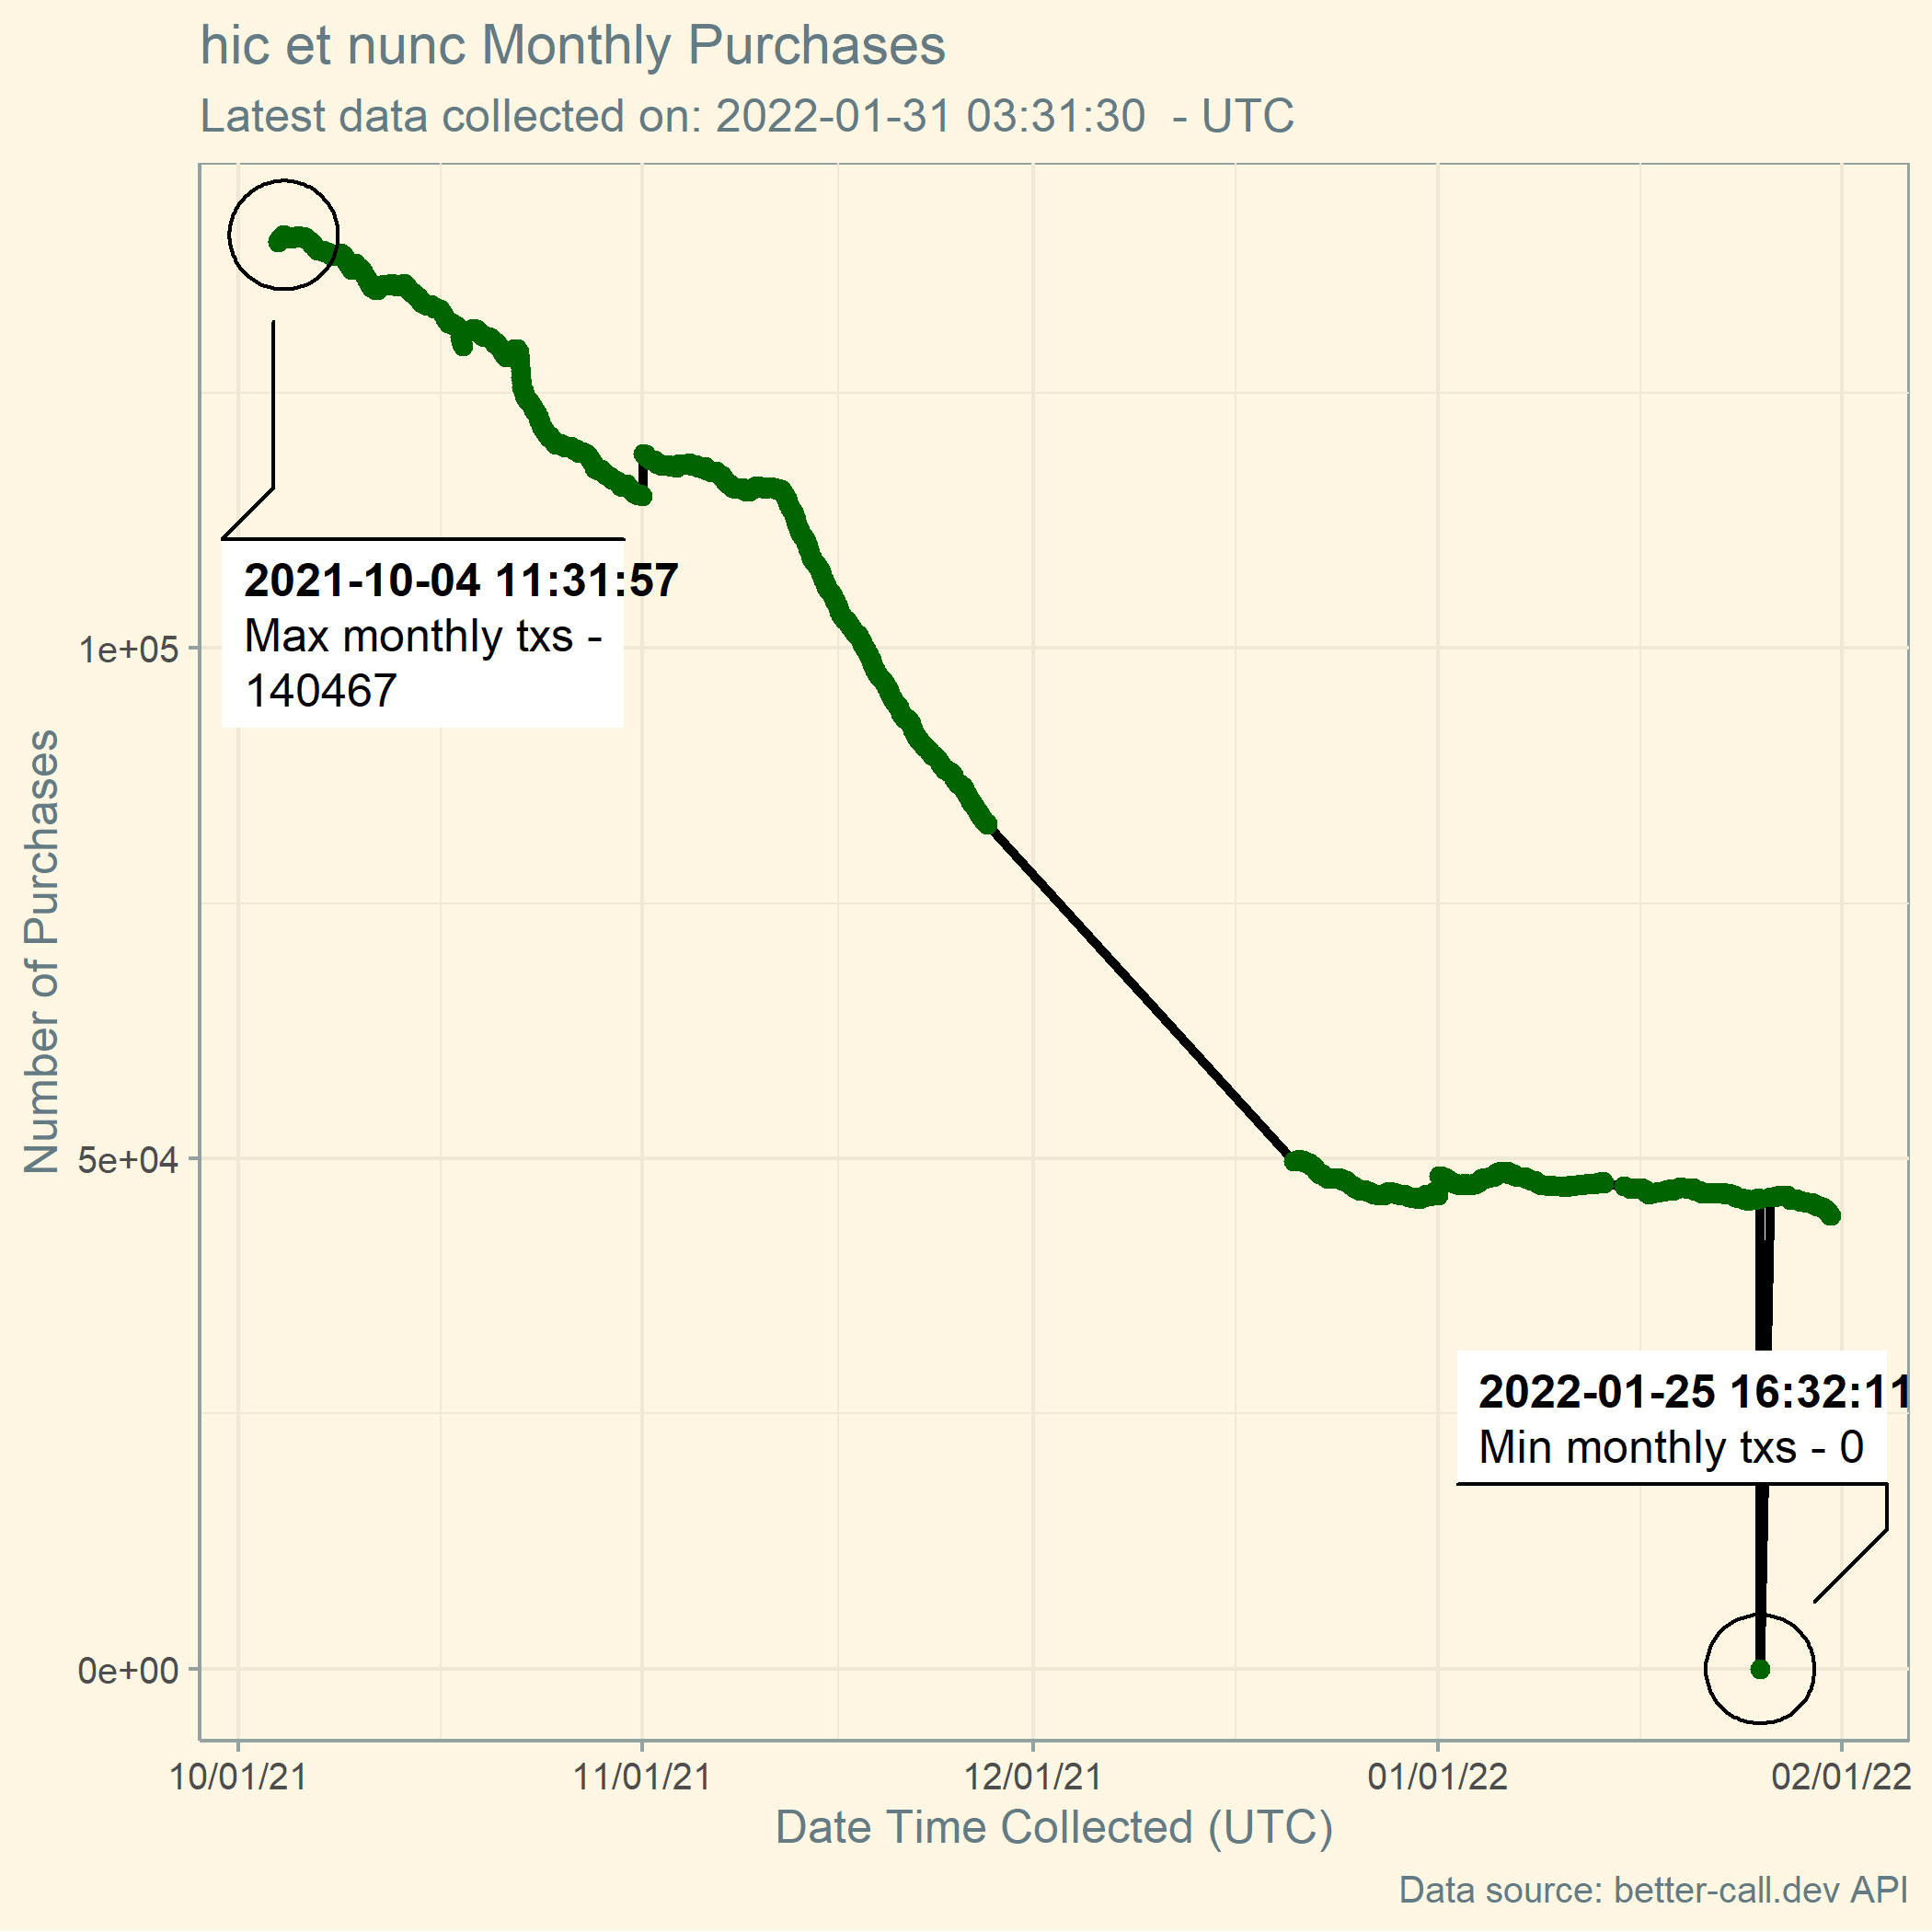 hic et nunc Monthly Purchases
Latest data collected on: 2022-01-31 03:31:30  - UTC
2021-10-04 11:31:57
Max monthly txs -
140467
1e+05
Number of Purchases
5e+04
2022-01-25 16:32:11
Min monthly txs - 0
0e+00
10/01/21
11/01/21
12/01/21
01/01/22
02/01/22
Date Time Collected (UTC)
Data source: better-call.dev API